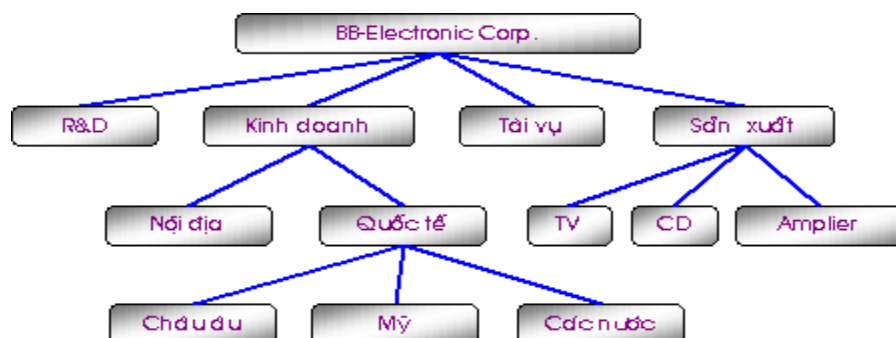 BB-Electronic Corp.
R&D
Kinh doanh
Tài vụ
Sản xuất
Nội địa
Quốc tế
TV
CD
Amplier
Châu âu
Mỹ
Các nước